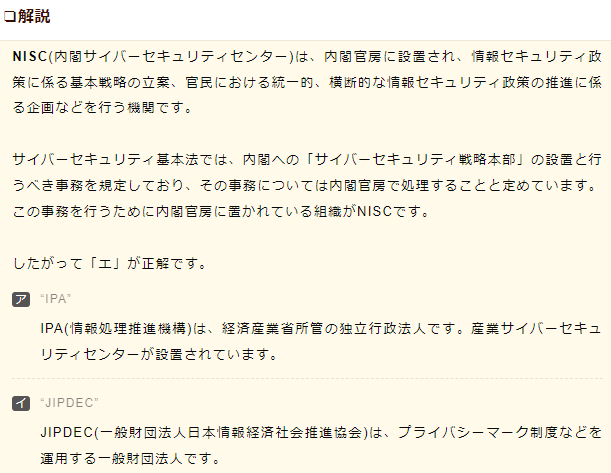 ❏解説
NISC(内閣サイバーセキュリティセンター)は、内閣官房に設置され、情報セキュリティ政
策に係る基本戦略の立案、官民における統一的、横断的な情報セキュリティ政策の推進に係
る企画などを行う機関です。
サイバーセキュリティ基本法では、内閣への「サイバーセキュリティ戦略本部」の設置と行
うべき事務を規定しており、その事務については内閣官房で処理することと定めています。
この事務を行うために内閣官房に置かれている組織がNISCです。
したがって「エ」が正解です。
ア “IPA”
IPA(情報処理推進機構)は、経済産業省所管の独立行政法人です。産業サイバーセキュ
リティセンターが設置されています。
イ “JIPDEC”
JIPDEC(一般財団法人日本情報経済社会推進協会)は、プライバシーマーク制度などを
運用する一般財団法人です。